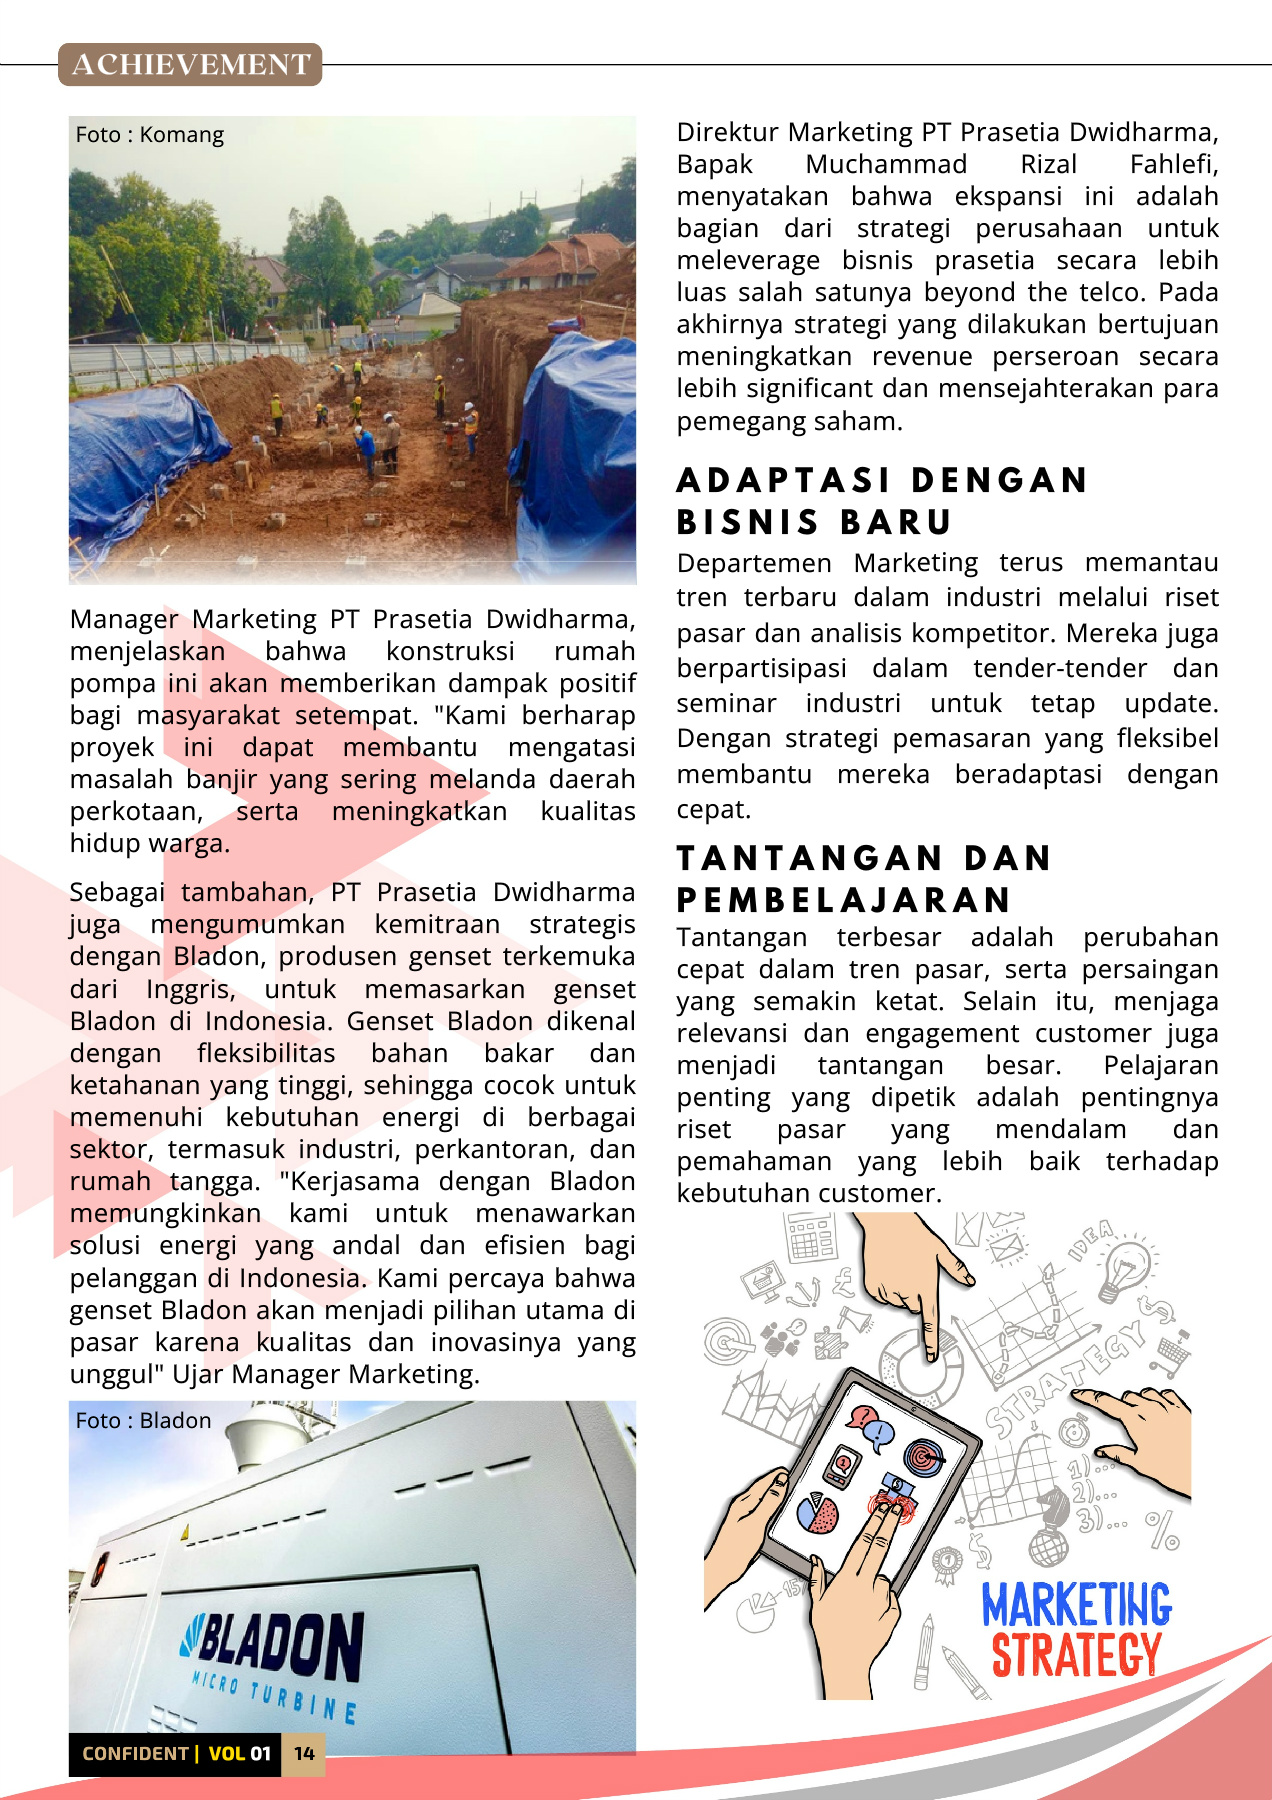 ACHIEVEMENT
Foto : Komang
Manager Marketing PT Prasetia Dwidharma,
menjelaskan bahwa konstruksi rumah
pompa ini akan memberikan dampak positif
bagi masyarakat setempat. "Kami berharap
proyek ini dapat membantu mengatasi
masalah banjir yang sering melanda daerah
perkotaan, serta meningkatkan kualitas
hidup warga.
Sebagai tambahan, PT Prasetia Dwidharma
juga mengumumkan kemitraan strategis
dengan Bladon, produsen genset terkemuka
dari Inggris, untuk memasarkan genset
Bladon di Indonesia. Genset Bladon dikenal
dengan fleksibilitas bahan bakar dan
ketahanan yang tinggi, sehingga cocok untuk
memenuhi kebutuhan energi di berbagai
sektor, termasuk industri, perkantoran, dan
rumah tangga. "Kerjasama dengan Bladon
memungkinkan kami untuk menawarkan
solusi energi yang andal dan efisien bagi
pelanggan di Indonesia. Kami percaya bahwa
genset Bladon akan menjadi pilihan utama di
pasar karena kualitas dan inovasinya yang
unggul" Ujar Manager Marketing.
Foto : Bladon
BLADON
MICRO TURBINE
Direktur Marketing PT Prasetia Dwidharma,
Bapak Muchammad Rizal Fahlefi,
menyatakan bahwa ekspansi ini adalah
bagian dari strategi perusahaan untuk
meleverage bisnis prasetia secara lebih
luas salah satunya beyond the telco. Pada
akhirnya strategi yang dilakukan bertujuan
meningkatkan revenue perseroan secara
lebih significant dan mensejahterakan para
pemegang saham.
ADAPTASI DENGAN
BISNIS BARU
Departemen Marketing terus memantau
tren terbaru dalam industri melalui riset
pasar dan analisis kompetitor. Mereka juga
berpartisipasi dalam tender-tender dan
seminar industri untuk tetap update.
Dengan strategi pemasaran yang fleksibel
membantu mereka beradaptasi dengan
cepat.
TANTANGAN DAN
PEMBELAJARAN
Tantangan terbesar adalah perubahan
cepat dalam tren pasar, serta persaingan
yang semakin ketat. Selain itu, menjaga
relevansi dan engagement customer juga
menjadi tantangan besar. Pelajaran
penting yang dipetik adalah pentingnya
riset pasar yang mendalam dan
pemahaman yang lebih baik terhadap
kebutuhan customer.
IDEA
STRATEGY
1)...
2)...
3)...
%
$
15%
MARKETING
STRATEGY
CONFIDENT | VOL 01 14